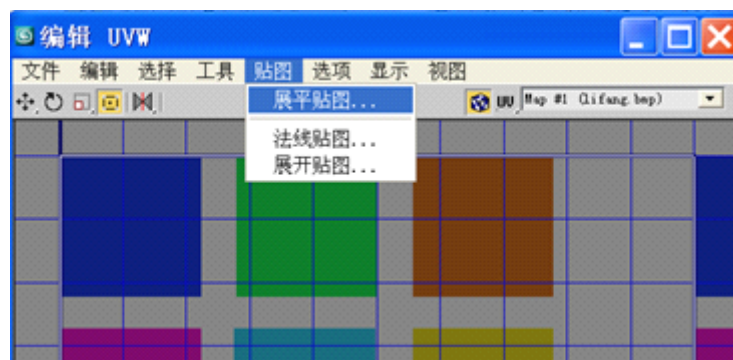 编辑 UVW
文件 编辑 选择 工具 贴图 选项 显示 视图
UV Map #1 (lifang.bmp)
展平贴图...
法线贴图...
展开贴图...